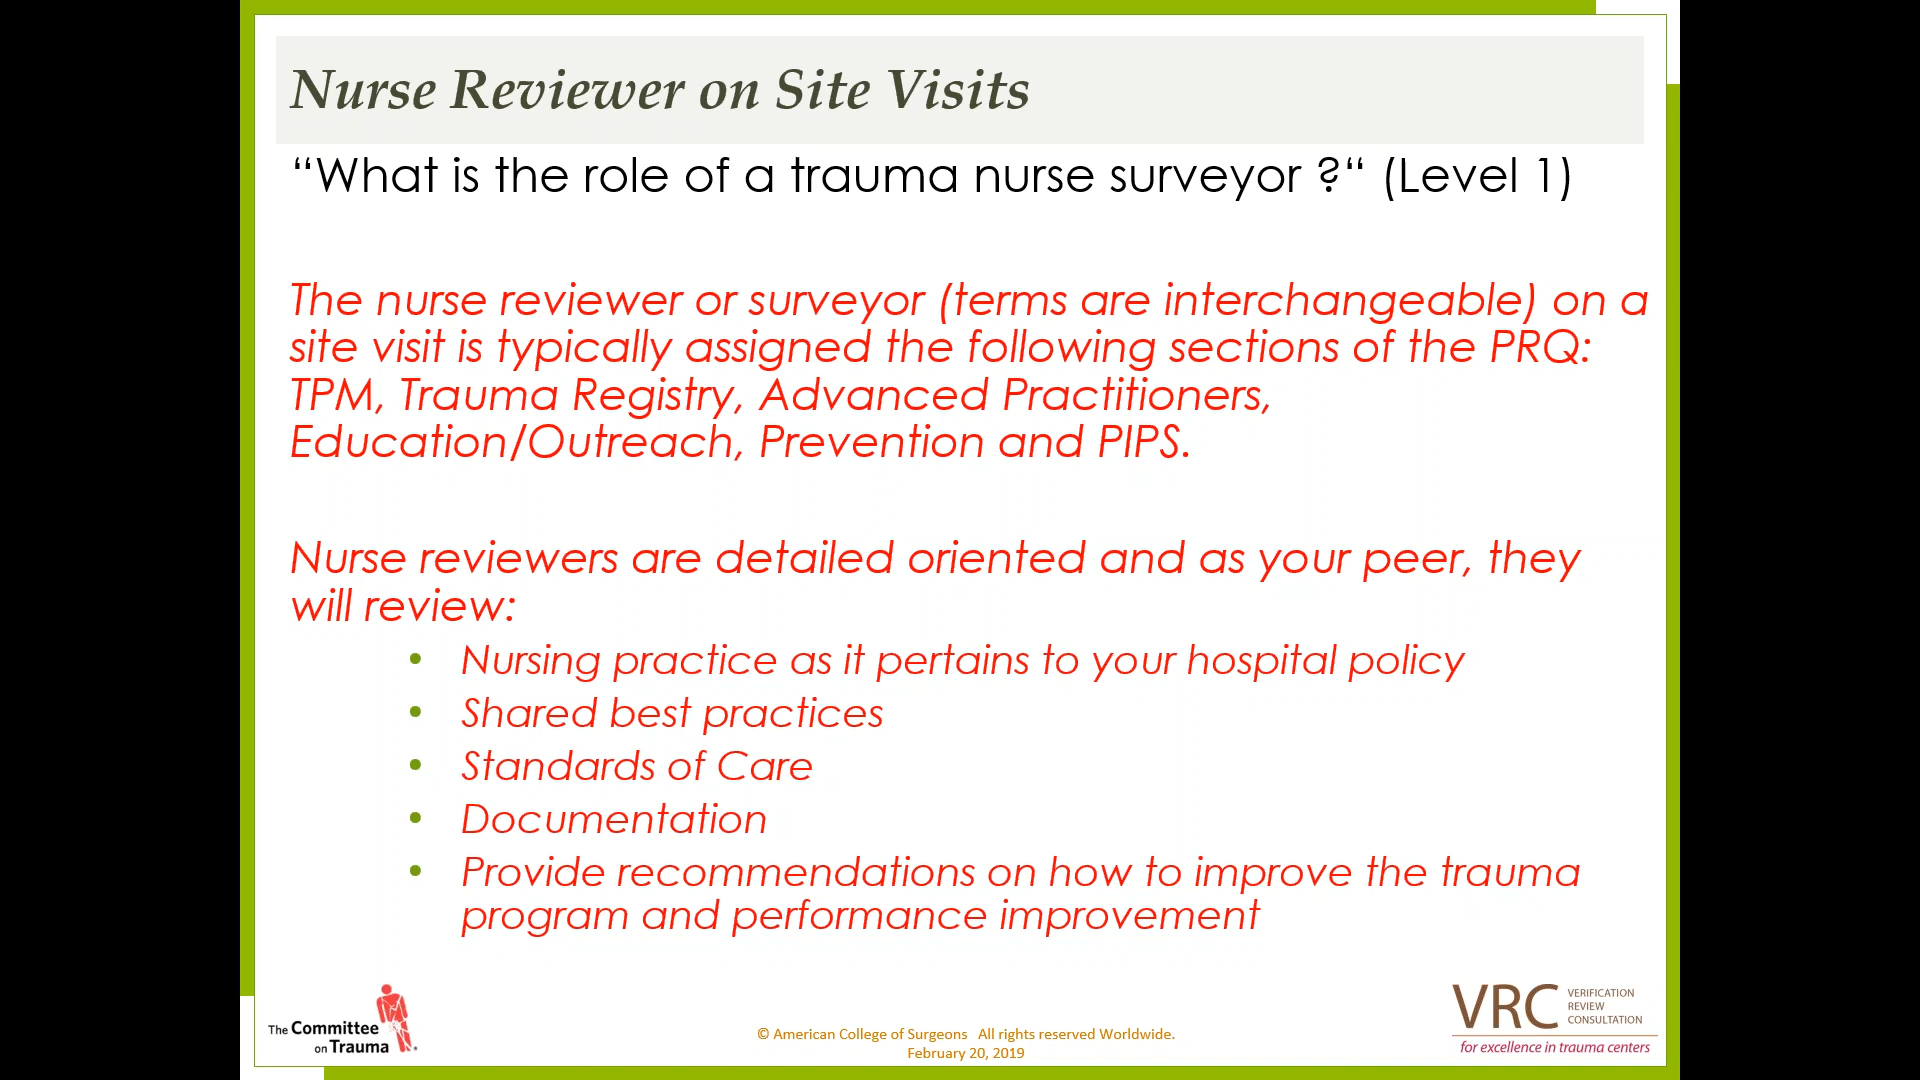 Nurse Reviewer on Site Visits
“What is the role of a trauma nurse surveyor ?“ (Level 1)
The nurse reviewer or surveyor (terms are interchangeable) on a
site visit is typically assigned the following sections of the PRQ:
TPM, Trauma Registry, Advanced Practitioners,
Education/Outreach, Prevention and PIPS.
Nurse reviewers are detailed oriented and as your peer, they
will review:
• Nursing practice as it pertains to your hospital policy
• Shared best practices
• Standards of Care
• Documentation
• Provide recommendations on how to improve the trauma
program and performance improvement
The Committee
on Trauma
© American College of Surgeons All rights reserved Worldwide.
February 20, 2019
VRC
VERIFICATION
REVIEW
CONSULTATION
for excellence in trauma centers